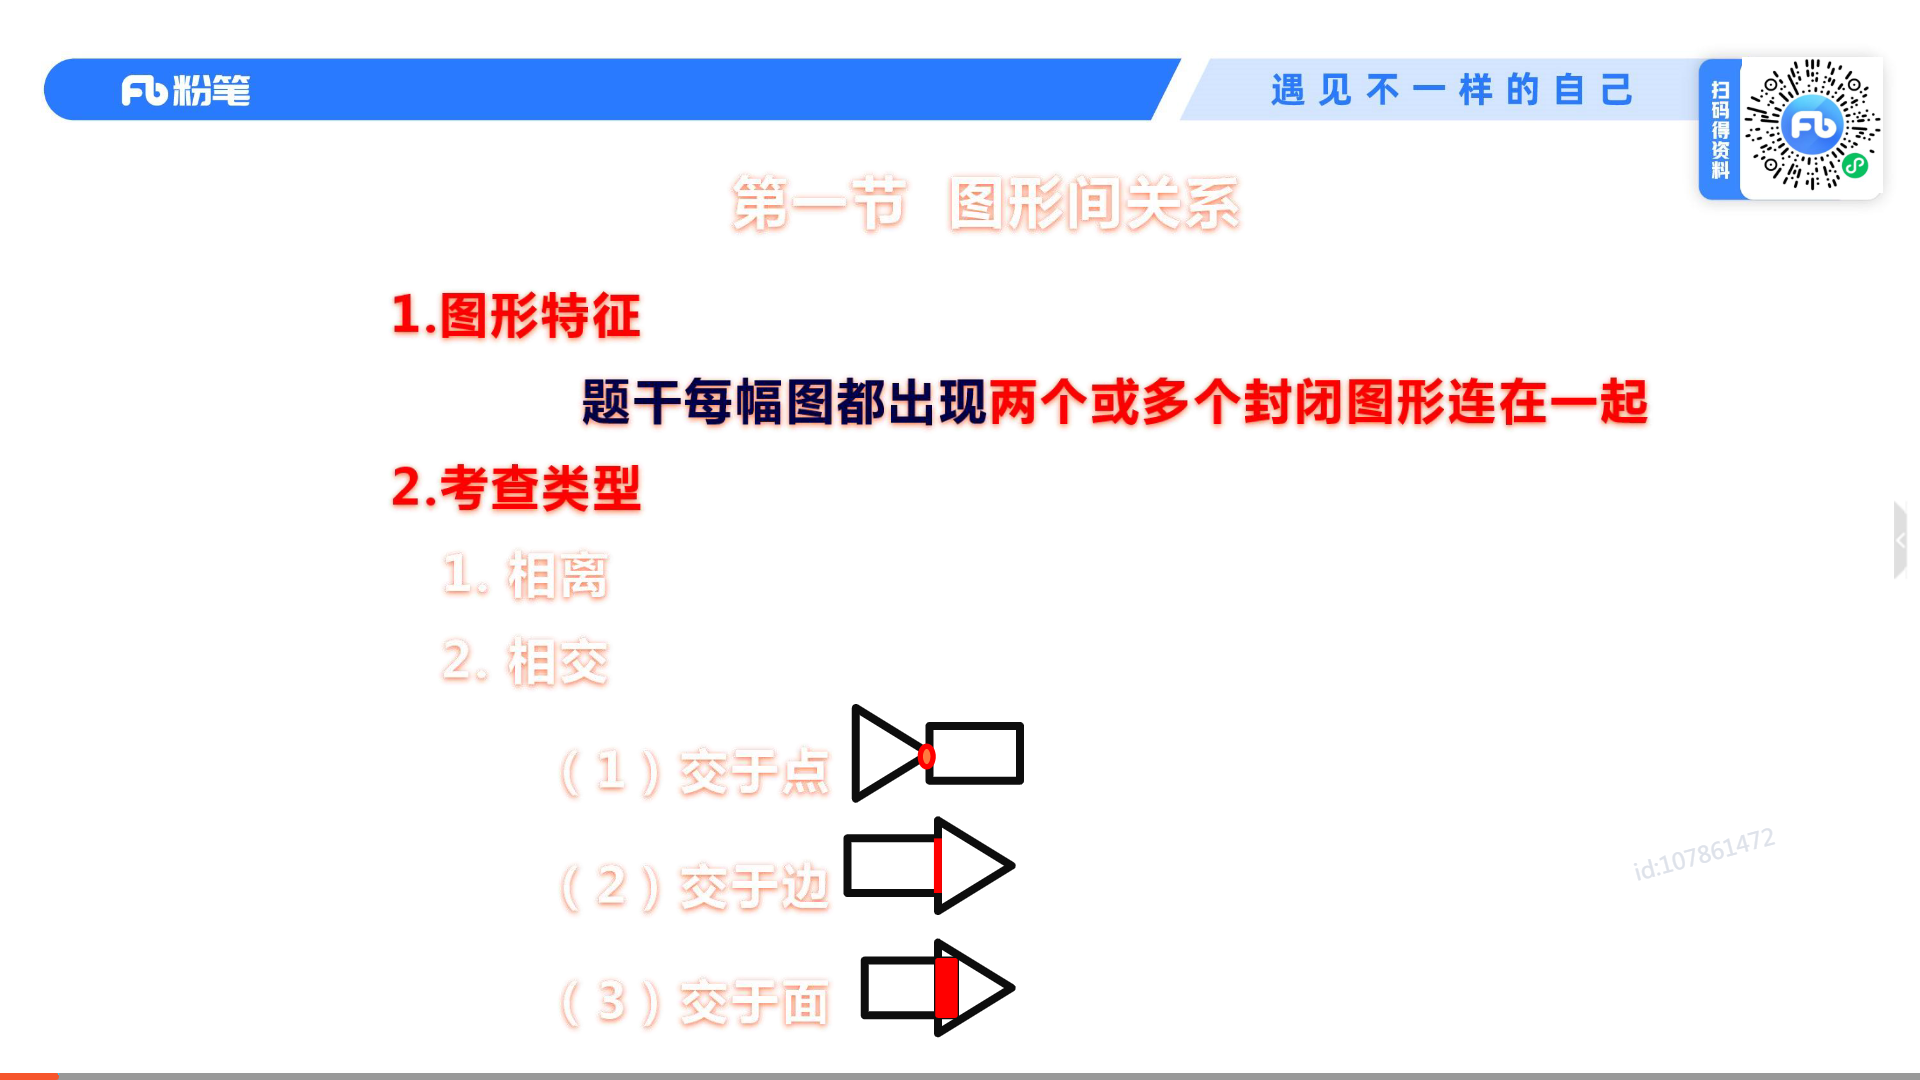 粉笔
遇见不一样的自己
扫码得资料
第一节 图形间关系
1.图形特征
题干每幅图都出现两个或多个封闭图形连在一起
2.考查类型
1. 相离
2. 相交
（1）交于点
（2）交于边
（3）交于面
id:107861472